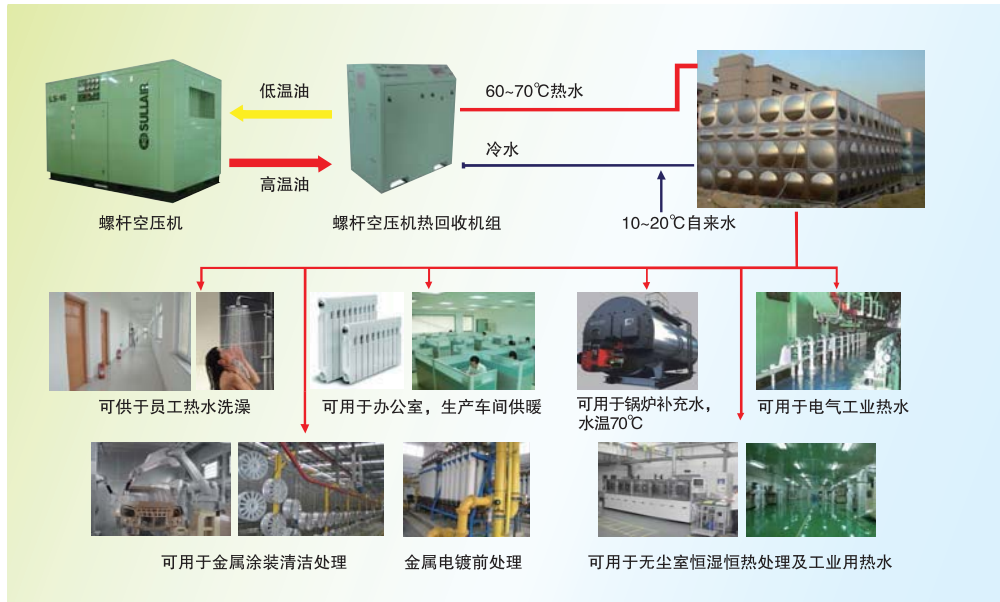 LS-16
SULLAIR
低温油
高温油
60~70℃热水
冷水
螺杆空压机
螺杆空压机热回收机组
10~20℃自来水
可供于员工热水洗澡
可用于办公室，生产车间供暖
可用于锅炉补充水，
水温70℃
可用于电气工业热水
可用于金属涂装清洁处理
金属电镀前处理
可用于无尘室恒湿恒热处理及工业用热水